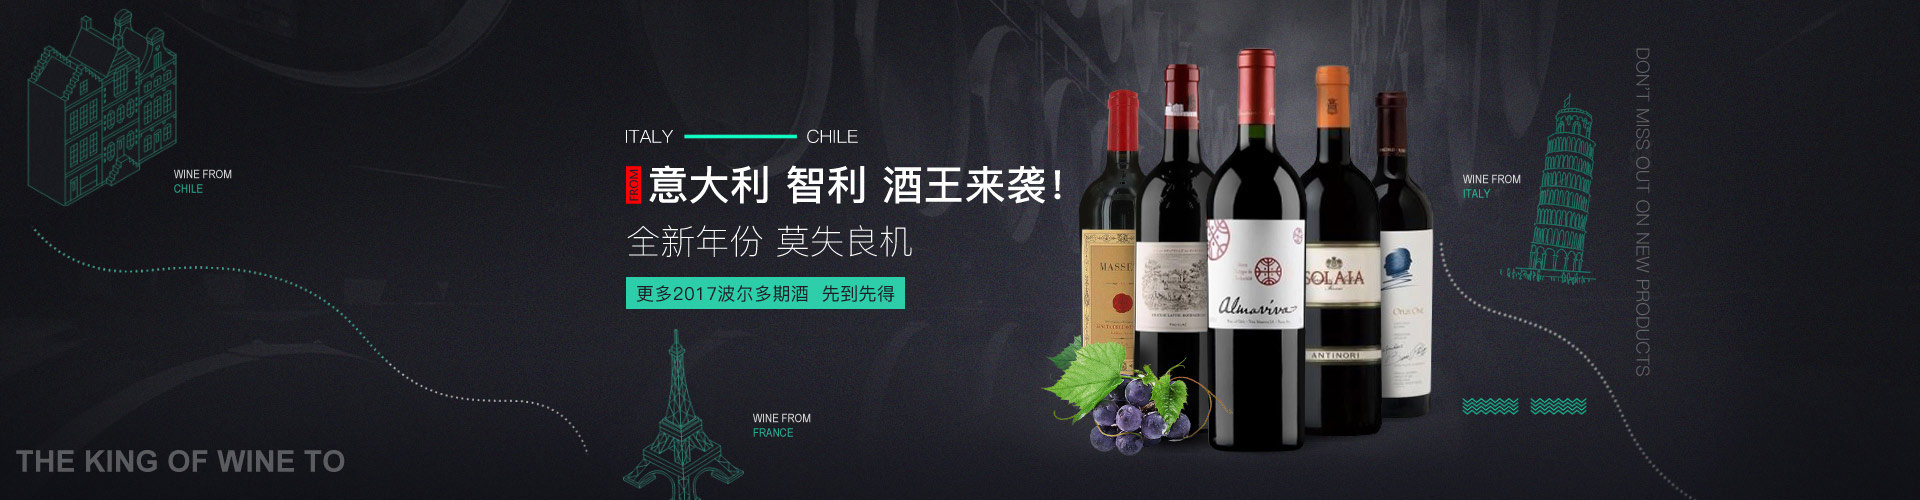 WINE FROM
CHILE
THE KING OF WINE TO
ITALY
CHILE
FROM
意大利 智利 酒王来袭!
全新年份 莫失良机
更多2017波尔多期酒 先到先得
WINE FROM
FRANCE
MASSE
Almaviva
SOLAIA
ANTINORI
OPUS ONE
WINE FROM
ITALY
DON'T MISS OUT ON NEW PRODUCTS